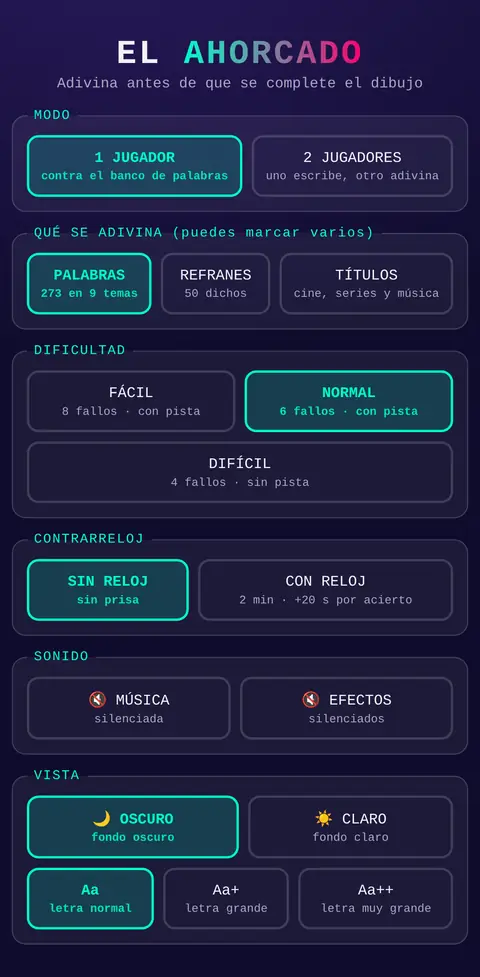 EL AHORCADO
Adivina antes de que se complete el dibujo
MODO
1 JUGADOR
contra el banco de palabras
2 JUGADORES
uno escribe, otro adivina
QUÉ SE ADIVINA (puedes marcar varios)
PALABRAS
273 en 9 temas
REFRANES
50 dichos
TÍTULOS
cine, series y música
DIFICULTAD
FÁCIL
8 fallos · con pista
NORMAL
6 fallos · con pista
DIFÍCIL
4 fallos · sin pista
CONTRARRELOJ
SIN RELOJ
sin prisa
CON RELOJ
2 min · +20 s por acierto
SONIDO
🔇 MÚSICA
silenciada
🔇 EFECTOS
silenciados
VISTA
🌙 OSCURO
fondo oscuro
☀️ CLARO
fondo claro
Aa
letra normal
Aa+
letra grande
Aa++
letra muy grande